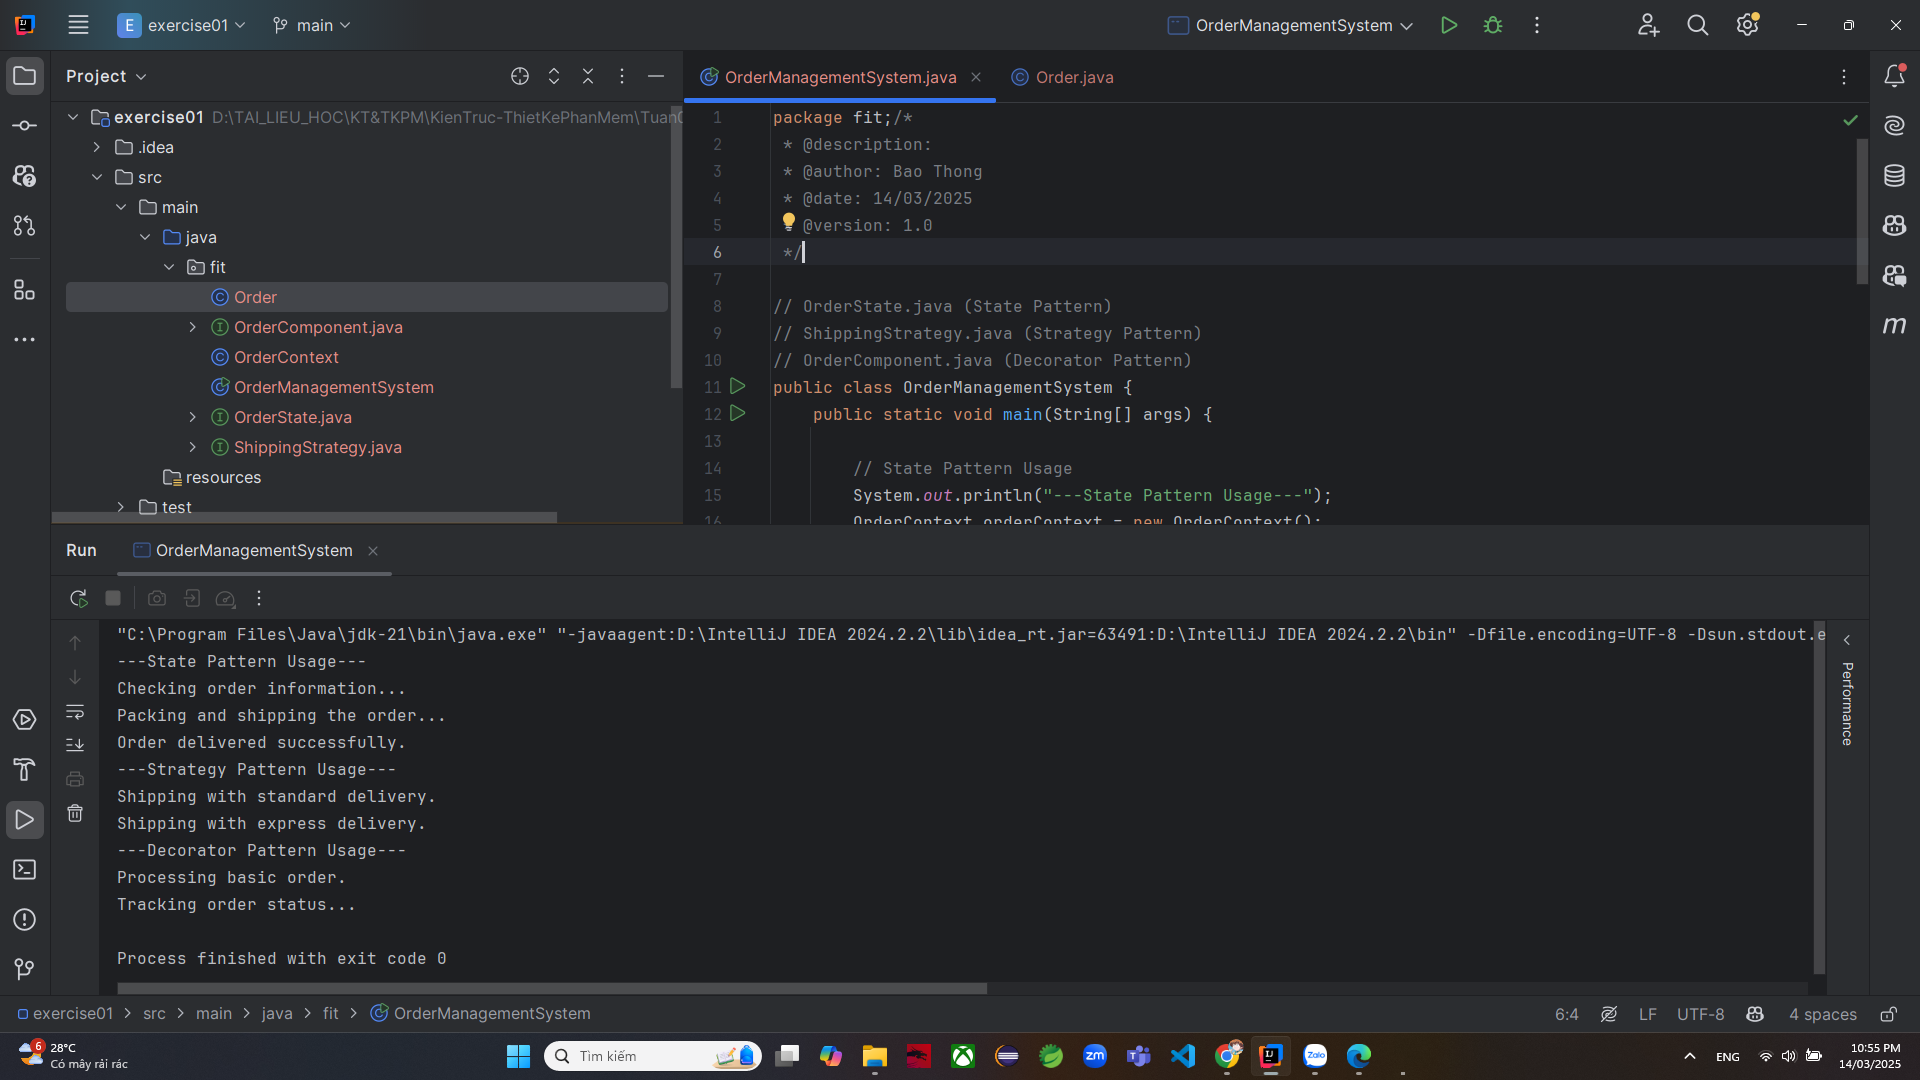 E exercise01 main OrderManagementSystem
Project
OrderManagementSystem.java Order.java
exercise01 D:\TAI_LIEU_HOC\KT&TKPM\KienTruc-ThietKePhanMem\Tuan
.idea
src
main
java
fit
Order
OrderComponent.java
OrderContext
OrderManagementSystem
OrderState.java
ShippingStrategy.java
resources
test
1 package fit;/*
2 * @description:
3 * @author: Bao Thong
4 * @date: 14/03/2025
5 @version: 1.0
6 */
7
8 // OrderState.java (State Pattern)
9 // ShippingStrategy.java (Strategy Pattern)
10 // OrderComponent.java (Decorator Pattern)
11 public class OrderManagementSystem {
12 public static void main(String[] args) {
13
14 // State Pattern Usage
15 System.out.println("---State Pattern Usage---");
16 OrderContext orderContext = new OrderContext();
Run OrderManagementSystem
"C:\Program Files\Java\jdk-21\bin\java.exe" "-javaagent:D:\IntelliJ IDEA 2024.2.2\lib\idea_rt.jar=63491:D:\IntelliJ IDEA 2024.2.2\bin" -Dfile.encoding=UTF-8 -Dsun.stdout.e
---State Pattern Usage---
Checking order information...
Packing and shipping the order...
Order delivered successfully.
---Strategy Pattern Usage---
Shipping with standard delivery.
Shipping with express delivery.
---Decorator Pattern Usage---
Processing basic order.
Tracking order status...
Process finished with exit code 0
Performance
exercise01 > src > main > java > fit > OrderManagementSystem
6:4 LF UTF-8 4 spaces
6
28°C
Có mây rải rác
Tìm kiếm
zm
Zalo
ENG
10:55 PM
14/03/2025